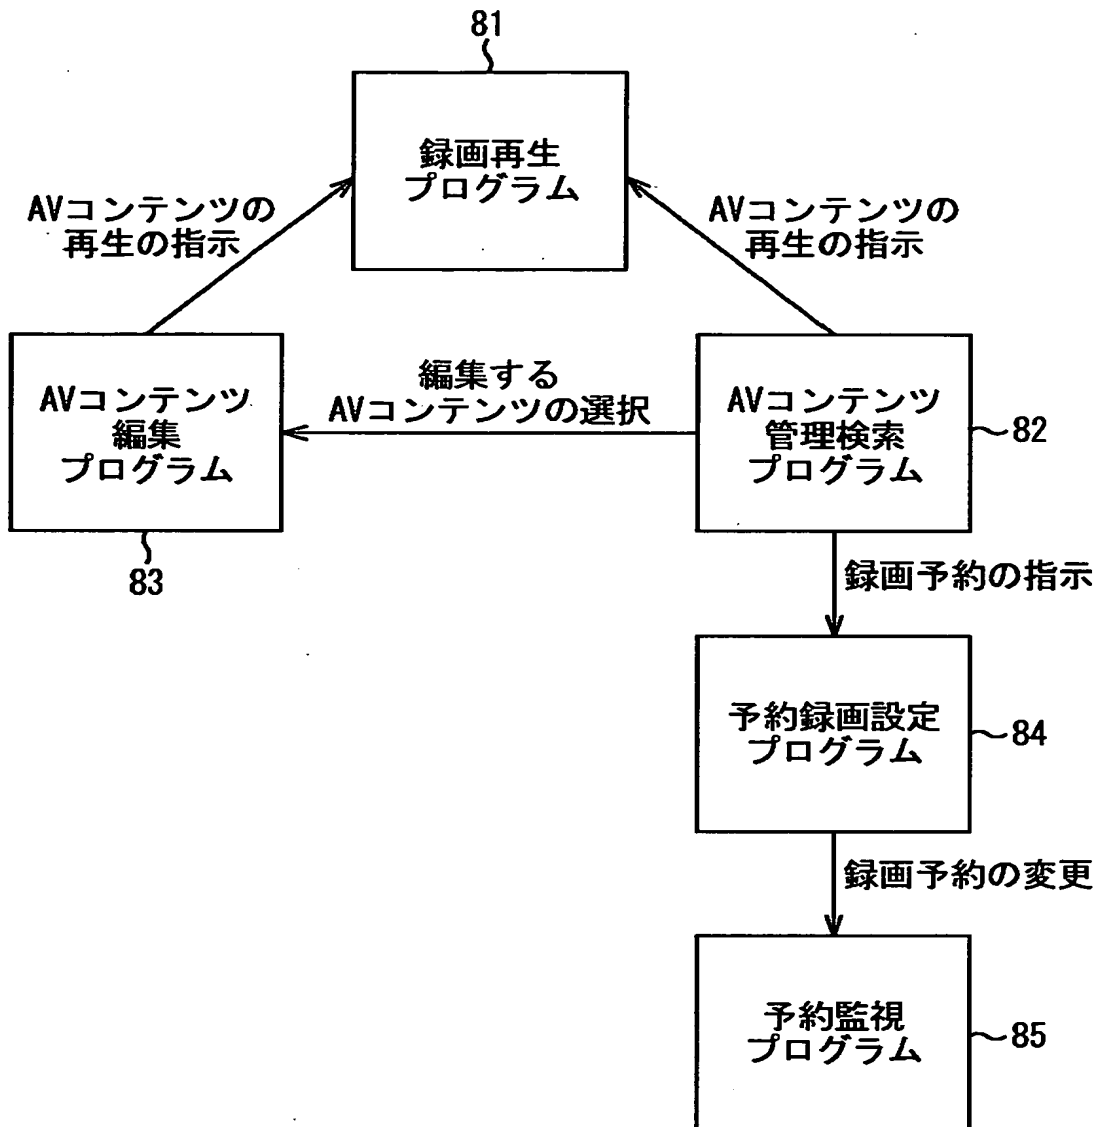 81
録画再生
プログラム
AVコンテンツの
再生の指示
AVコンテンツの
再生の指示
AVコンテンツ
編集
プログラム
83
編集する
AVコンテンツの選択
AVコンテンツ
管理検索
プログラム
82
録画予約の指示
予約録画設定
プログラム
84
録画予約の変更
予約監視
プログラム
85